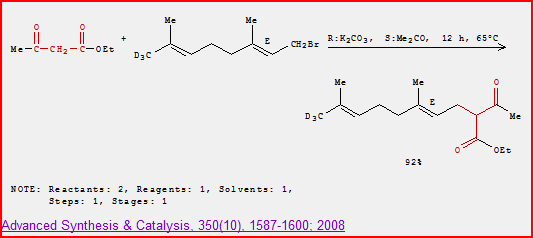 O O Me Me
Me CH2 OEt + E CH2Br R:K2CO3, S:Me2CO, 12 h, 65°C
D3C
Me Me O
D3C E Me
O OEt
92%
NOTE: Reactants: 2, Reagents: 1, Solvents: 1,
Steps: 1, Stages: 1
Advanced Synthesis & Catalysis, 350(10), 1587-1600; 2008